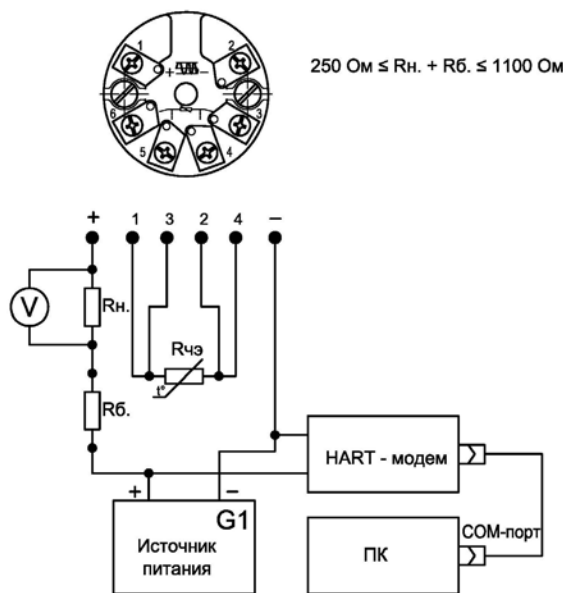 1 2
+ −
6 3
5 4
250 Ом ≤ Rн. + Rб. ≤ 1100 Ом
+ 1 3 2 4 −
V
Rн.
Rчэ
t°
Rб.
HART - модем
+ −
G1
Источник
питания
COM-порт
ПК